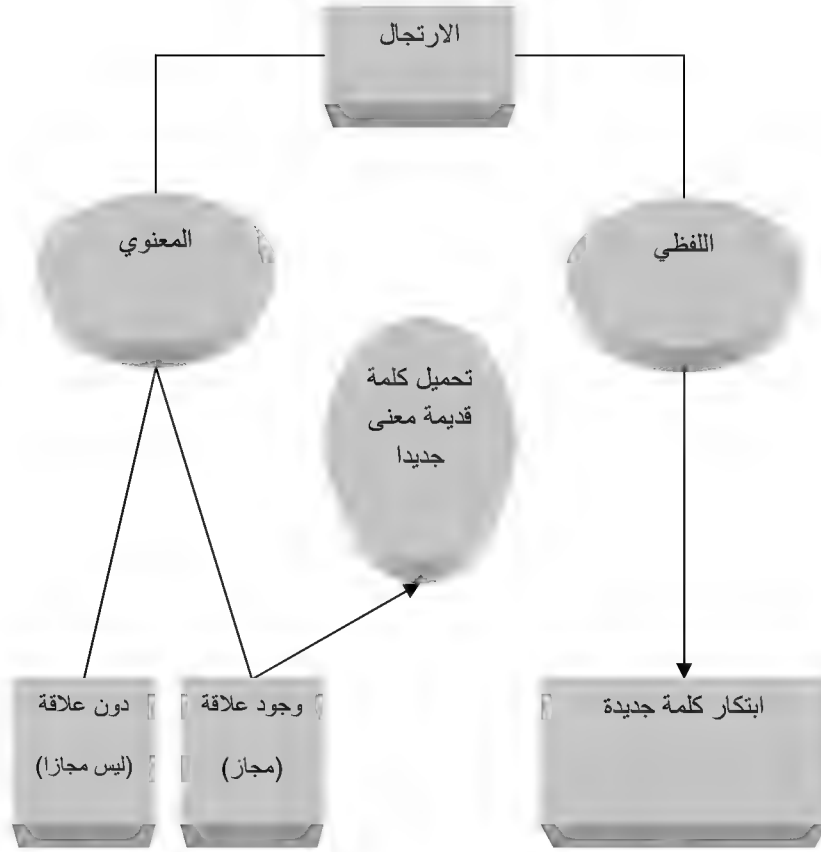 الارتجال
اللفظي
المعنوي
تحميل كلمة
قديمة معنى
جديدا
ابتكار كلمة جديدة
وجود علاقة
(مجاز)
دون علاقة
(ليس مجازا)